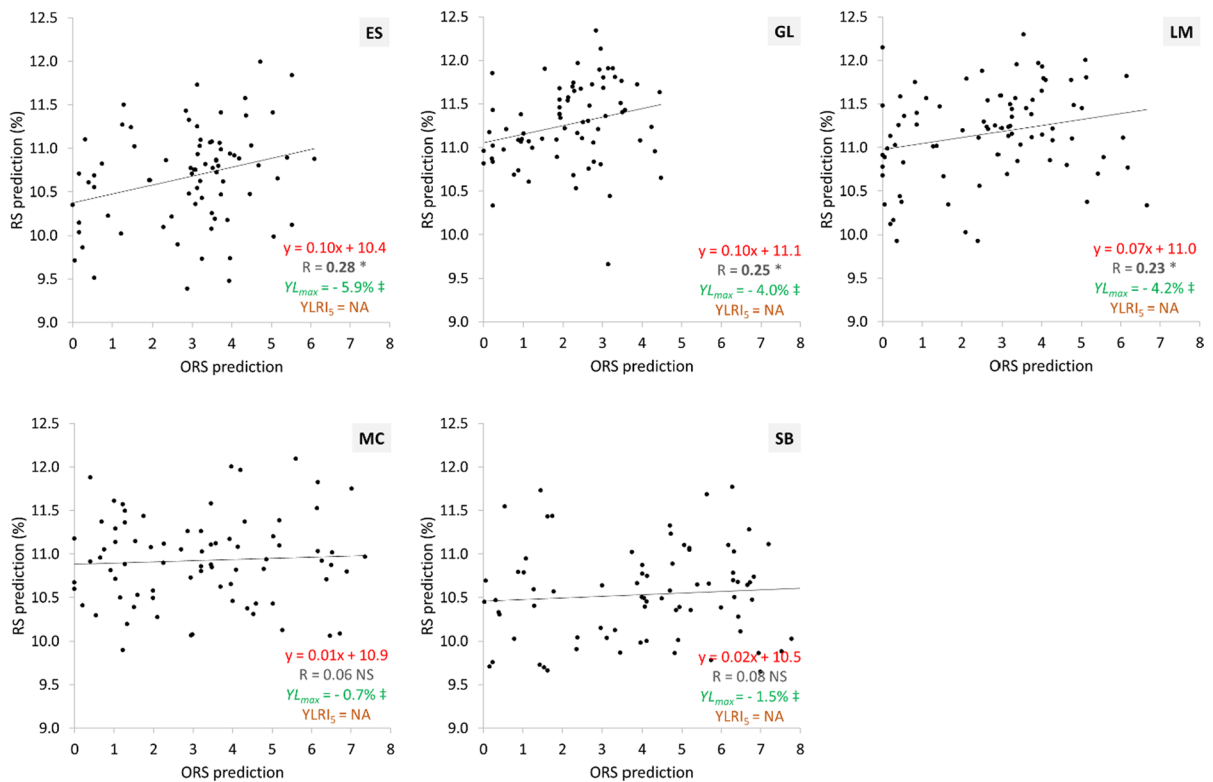 ES
RS prediction (%)
12.5
12.0
11.5
11.0
10.5
10.0
9.5
9.0
y = 0.10x + 10.4
R = 0.28 *
YLmax = - 5.9% ‡
YLRI5 = NA
0 1 2 3 4 5 6 7 8
ORS prediction
GL
RS prediction (%)
12.5
12.0
11.5
11.0
10.5
10.0
9.5
9.0
y = 0.10x + 11.1
R = 0.25 *
YLmax = - 4.0% ‡
YLRI5 = NA
0 1 2 3 4 5 6 7 8
ORS prediction
LM
RS prediction (%)
12.5
12.0
11.5
11.0
10.5
10.0
9.5
9.0
y = 0.07x + 11.0
R = 0.23 *
YLmax = - 4.2% ‡
YLRI5 = NA
0 1 2 3 4 5 6 7 8
ORS prediction
MC
RS prediction (%)
12.5
12.0
11.5
11.0
10.5
10.0
9.5
9.0
y = 0.01x + 10.9
R = 0.06 NS
YLmax = - 0.7% ‡
YLRI5 = NA
0 1 2 3 4 5 6 7 8
ORS prediction
SB
RS prediction (%)
12.5
12.0
11.5
11.0
10.5
10.0
9.5
9.0
y = 0.02x + 10.5
R = 0.08 NS
YLmax = - 1.5% ‡
YLRI5 = NA
0 1 2 3 4 5 6 7 8
ORS prediction